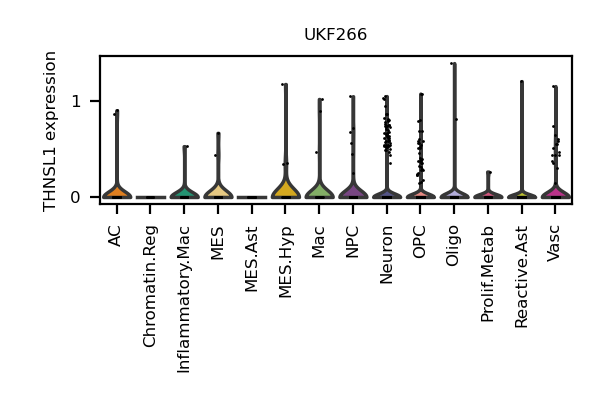 UKF266
THNSL1 expression
1
0
AC
Chromatin.Reg
Inflammatory.Mac
MES
MES.Ast
MES.Hyp
Mac
NPC
Neuron
OPC
Oligo
Prolif.Metab
Reactive.Ast
Vasc